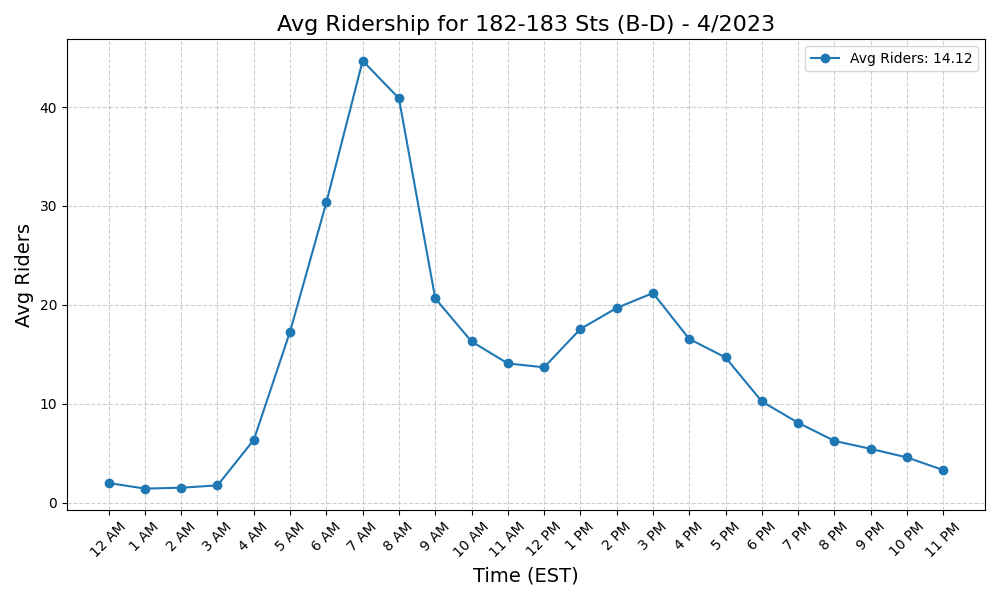 Avg Ridership for 182-183 Sts (B-D) - 4/2023
Avg Riders: 14.12
Avg Riders
40
30
20
10
0
12 AM
1 AM
2 AM
3 AM
4 AM
5 AM
6 AM
7 AM
8 AM
9 AM
10 AM
11 AM
12 PM
1 PM
2 PM
3 PM
4 PM
5 PM
6 PM
7 PM
8 PM
9 PM
10 PM
11 PM
Time (EST)